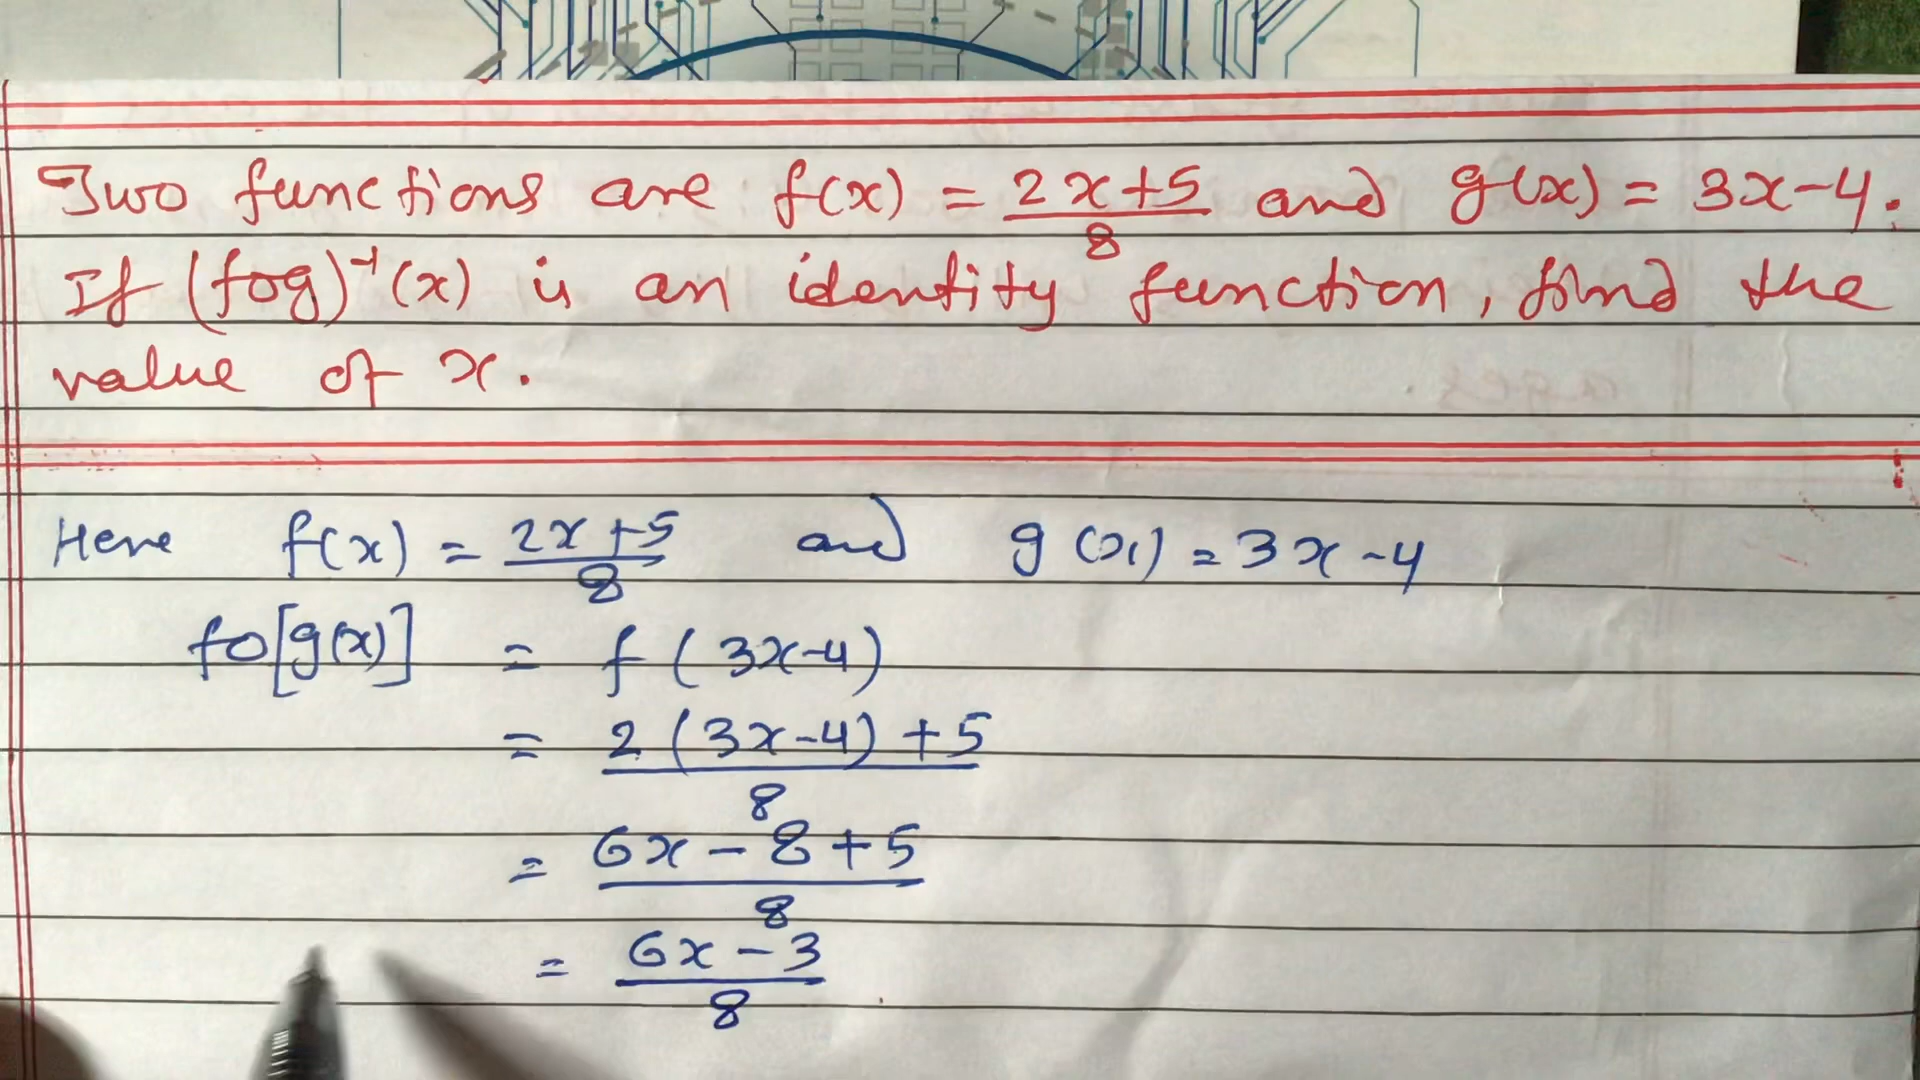 Two functions are : f(x) = 2x+5/8 and g(x) = 3x-4.
If (fog)⁻¹(x) is an identity function, find the
value of x.
Here f(x) = 2x+5/8 and g(x) = 3x-4
fo[g(x)] = f(3x-4)
= 2(3x-4)+5/8
= 6x-8+5/8
= 6x-3/8